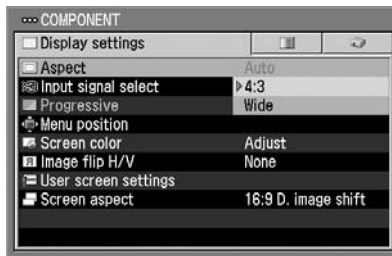 COMPONENT
Display settings
Aspect Auto
Input signal select 4:3
Progressive Wide
Menu position
Screen color Adjust
Image flip H/V None
User screen settings
Screen aspect 16:9 D. image shift